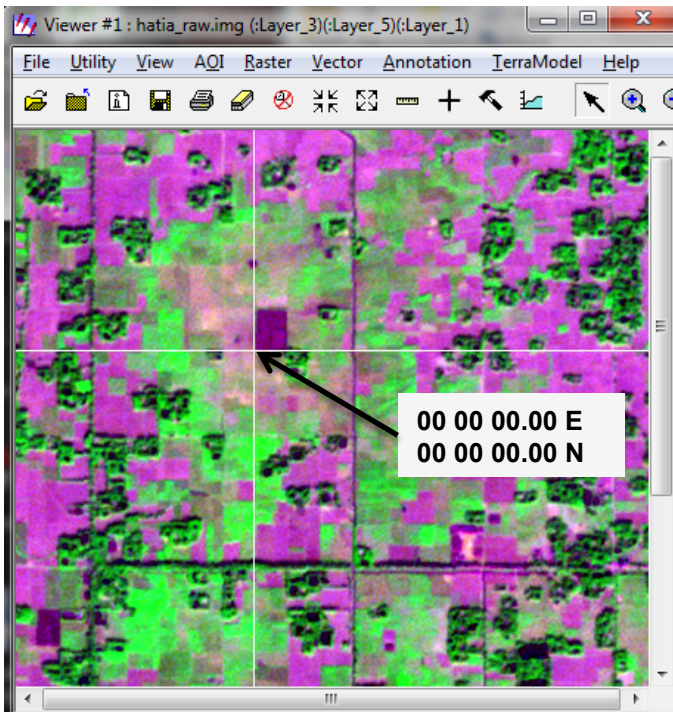 Viewer #1 : hatia_raw.img (:Layer_3)(:Layer_5)(:Layer_1)
File Utility View AOI Raster Vector Annotation TerraModel Help
00 00 00.00 E
00 00 00.00 N